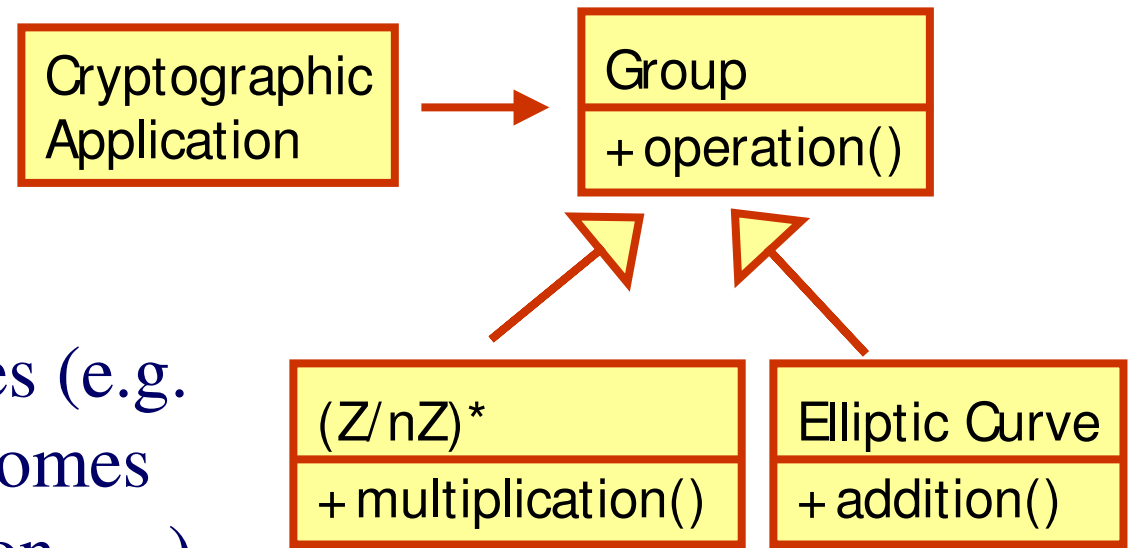 Cryptographic
Application
Group
+ operation()
es (e.g.
omes
(Z/nZ)*
+ multiplication()
Elliptic Curve
+ addition()